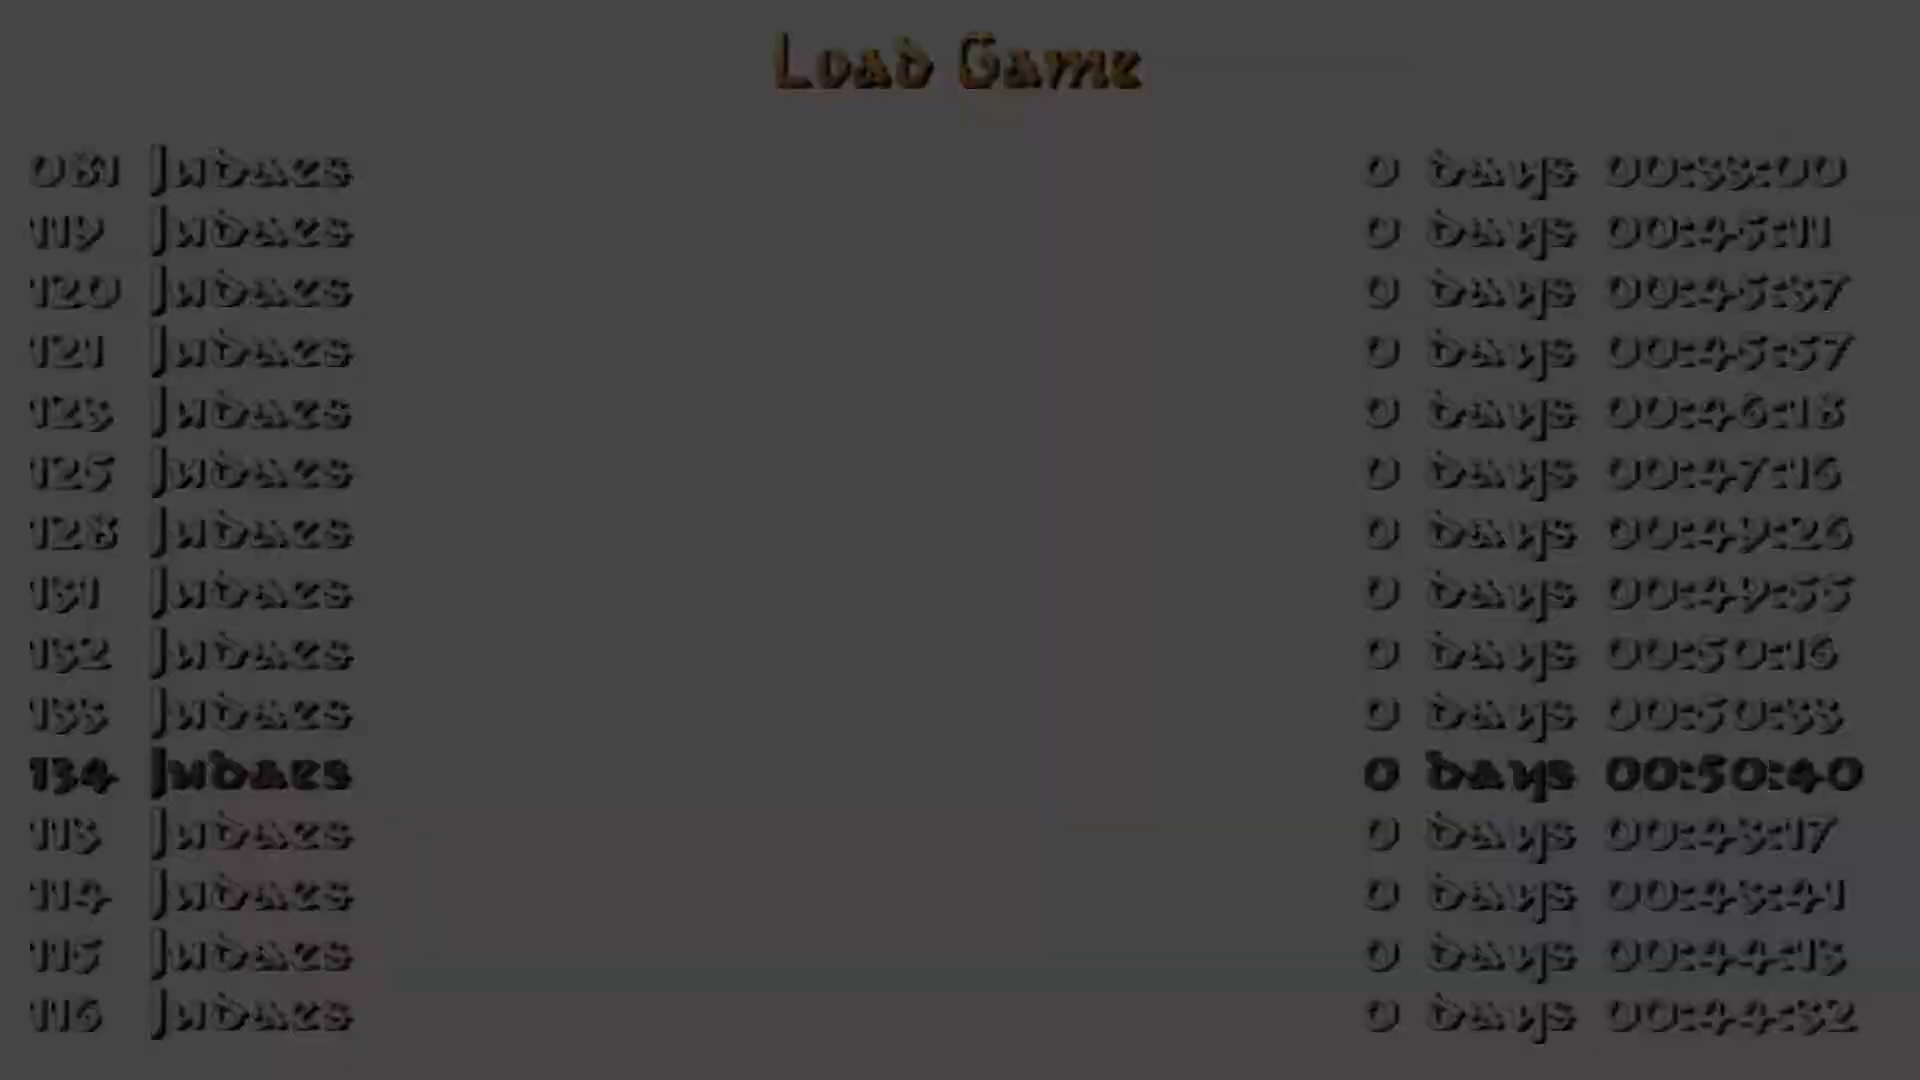 Load Game
081 Judaes 0 days 00:33:00
119 Judaes 0 days 00:45:11
120 Judaes 0 days 00:45:37
121 Judaes 0 days 00:45:57
123 Judaes 0 days 00:46:18
125 Judaes 0 days 00:47:16
128 Judaes 0 days 00:49:26
131 Judaes 0 days 00:49:55
132 Judaes 0 days 00:50:16
133 Judaes 0 days 00:50:33
134 Judaes 0 days 00:50:40
113 Judaes 0 days 00:43:17
114 Judaes 0 days 00:43:41
115 Judaes 0 days 00:44:13
116 Judaes 0 days 00:44:32